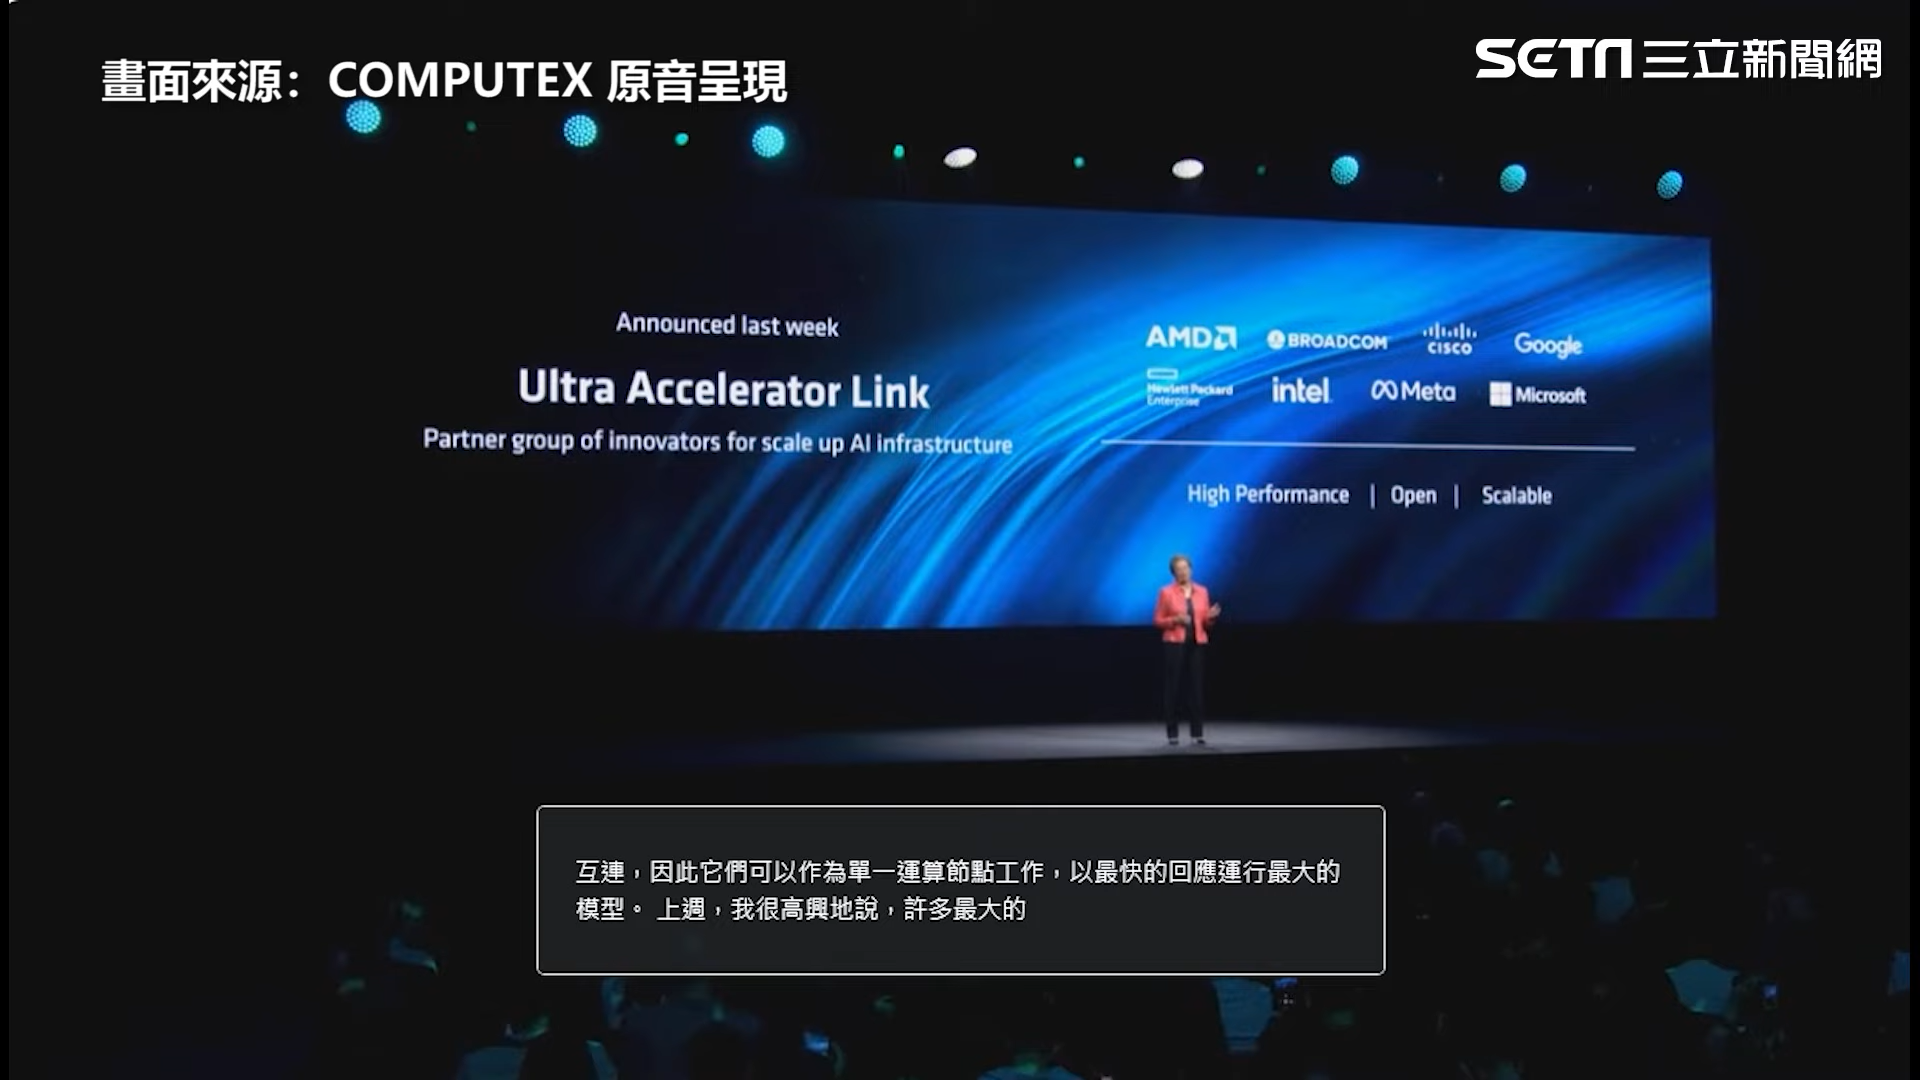 畫面來源：COMPUTEX 原音呈現
SETN三立新聞網
Announced last week
Ultra Accelerator Link
Partner group of innovators for scale up AI infrastructure
AMD BROADCOM CISCO Google
Hewlett Packard
Enterprise
intel Meta Microsoft
High Performance | Open | Scalable
互連，因此它們可以作為單一運算節點工作，以最快的回應運行最大的
模型。 上週，我很高興地說，許多最大的